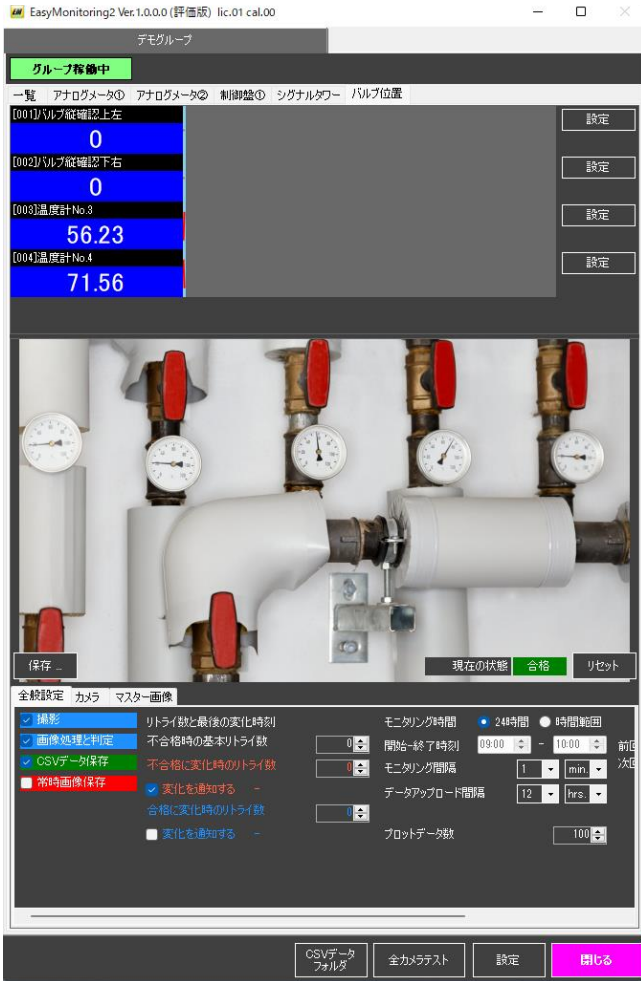 EasyMonitoring2 Ver.1.0.0.0 (評価版) lic.01 cal.00
デモグループ
グループ稼働中
一覧 アナログメータ① アナログメータ② 制御盤① シグナルタワー バルブ位置
[001]バルブ縦確認上左
設定
0
[002]バルブ縦確認下右
設定
0
[003]温度計No.3
設定
56.23
[004]温度計No.4
設定
71.56
保存 ...
現在の状態 合格 リセット
全般設定 カメラ マスター画像
撮影 リトライ数と最後の変化時刻 モニタリング時間 24時間 時間範囲
画像処理と判定 不合格時の基本リトライ数 0 開始-終了時刻 09:00 - 10:00 前回
CSVデータ保存 不合格に変化時のリトライ数 0 モニタリング間隔 1 min. 次回
常時画像保存 変化を通知する - データアップロード間隔 12 hrs.
合格に変化時のリトライ数 0
変化を通知する - プロットデータ数 100
CSVデータ
フォルダ
全カメラテスト 設定 閉じる